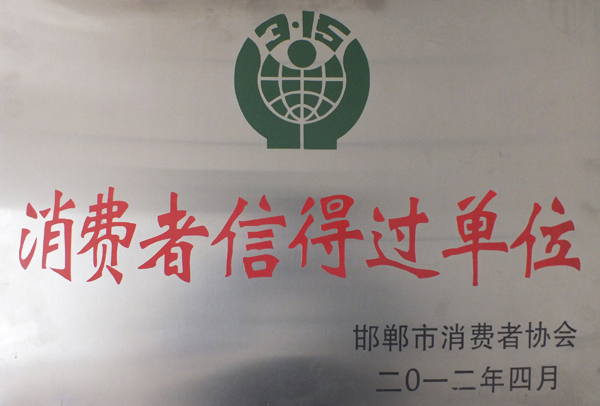 3·15
消费者信得过单位
邯郸市消费者协会
二〇一二年四月